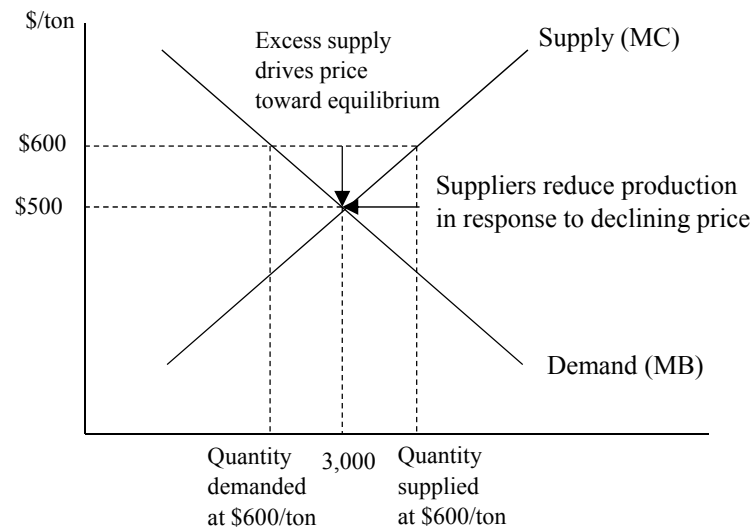 $/ton
Excess supply
drives price
toward equilibrium
Supply (MC)
$600
$500
Suppliers reduce production
in response to declining price
Demand (MB)
Quantity
demanded
at $600/ton
3,000
Quantity
supplied
at $600/ton